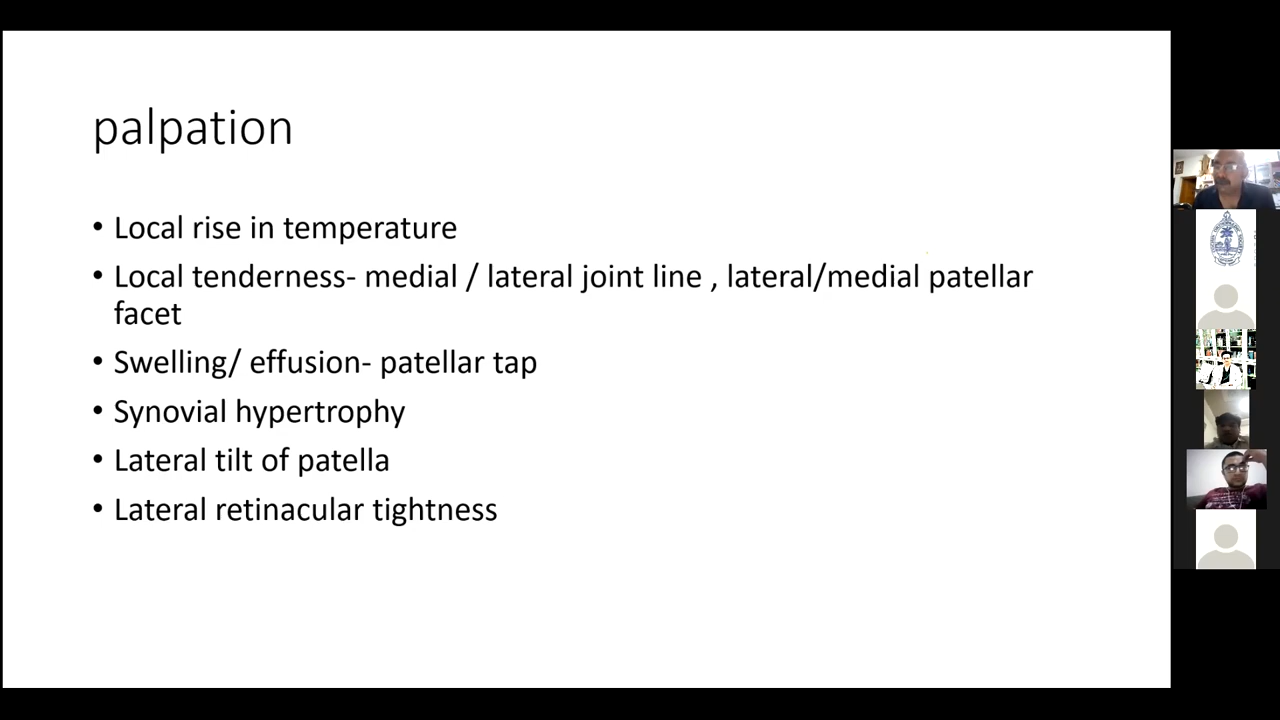 palpation
• Local rise in temperature
• Local tenderness- medial / lateral joint line , lateral/medial patellar
facet
• Swelling/ effusion- patellar tap
• Synovial hypertrophy
• Lateral tilt of patella
• Lateral retinacular tightness